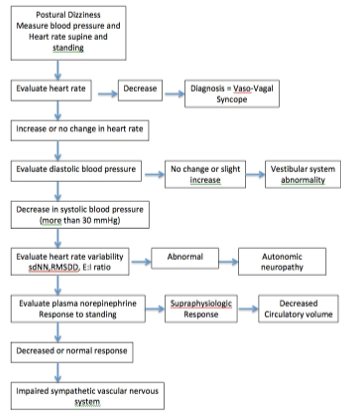 Postural Dizziness
Measure blood pressure and
Heart rate supine and
standing
Evaluate heart rate
Decrease
Diagnosis = Vaso-Vagal
Syncope
Increase or no change in heart rate
Evaluate diastolic blood pressure
No change or slight
increase
Vestibular system
abnormality
Decrease in systolic blood pressure
(more than 30 mmHg)
Evaluate heart rate variability
sdNN,RMSDD, E:I ratio
Abnormal
Autonomic
neuropathy
Evaluate plasma norepinephrine
Response to standing
Supraphysiologic
Response
Decreased
Circulatory volume
Decreased or normal response
Impaired sympathetic vascular nervous
system